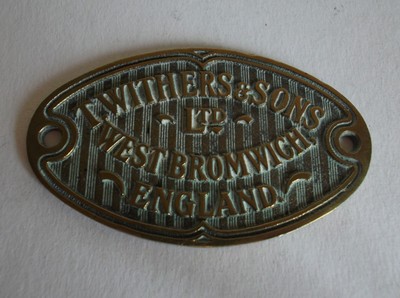 T. WITHERS & SONS
LTD
WEST BROMWICH.
ENGLAND.